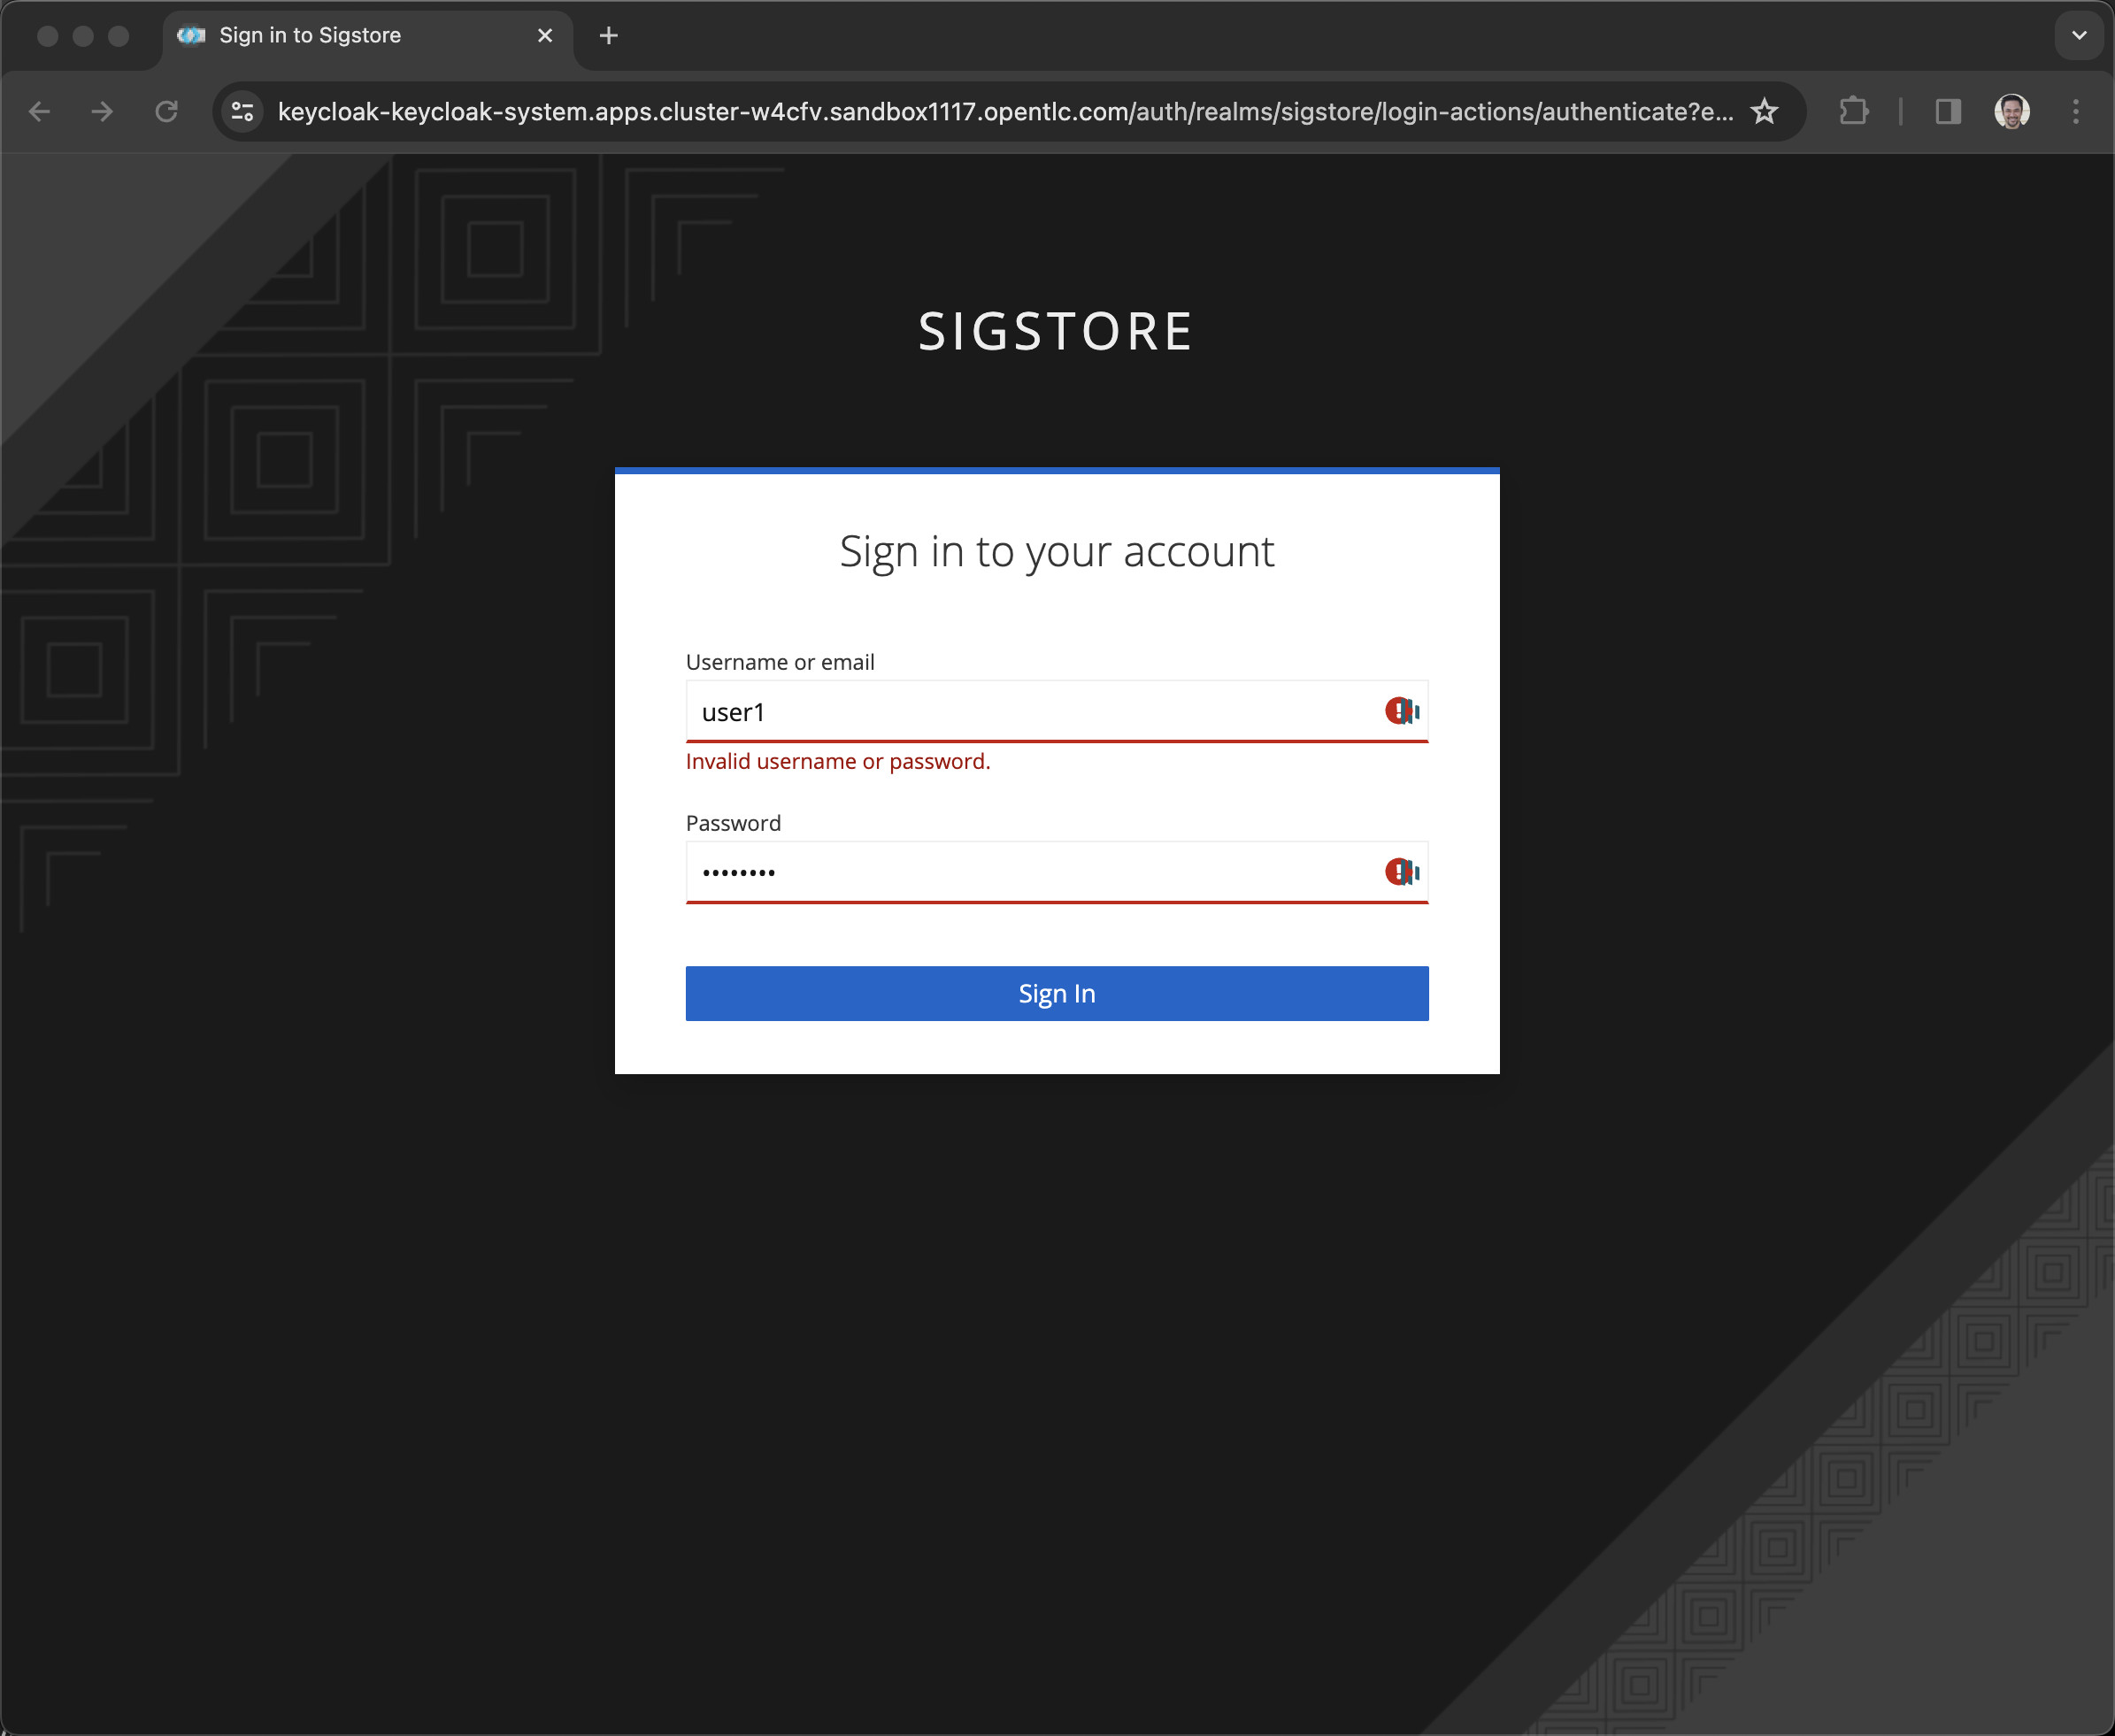 Sign in to Sigstore
keycloak-keycloak-system.apps.cluster-w4cfv.sandbox1117.opentlc.com/auth/realms/sigstore/login-actions/authenticate?e...
SIGSTORE
Sign in to your account
Username or email
user1
Invalid username or password.
Password
••••••••
Sign In